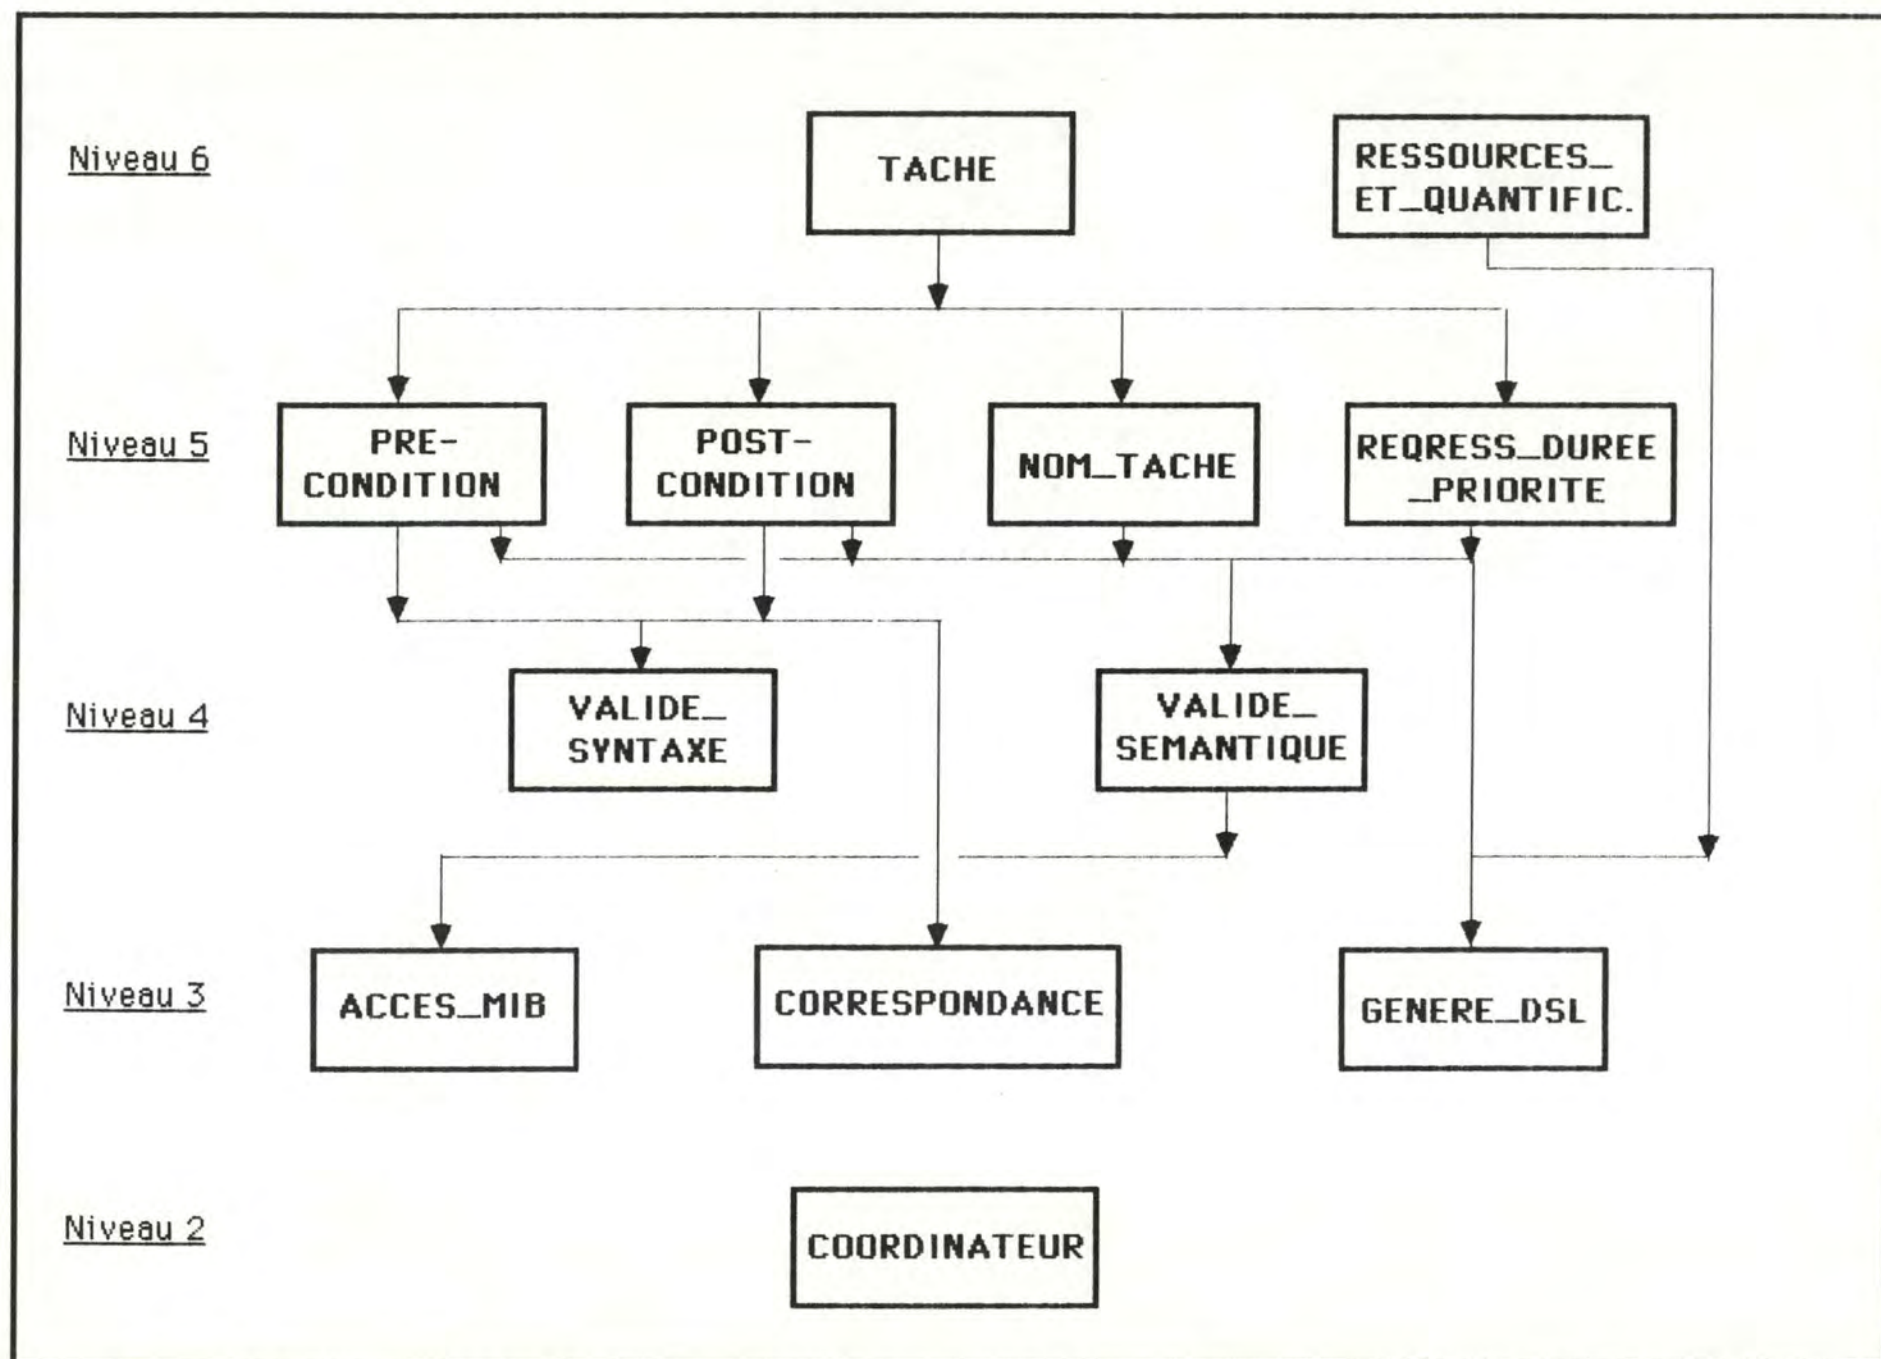 Niveau 6
TACHE
RESSOURCES_
ET_QUANTIFIC.
Niveau 5
PRE-
CONDITION
POST-
CONDITION
NOM_TACHE
REQRESS_DUREE
_PRIORITE
Niveau 4
VALIDE_
SYNTAXE
VALIDE_
SEMANTIQUE
Niveau 3
ACCES_MIB
CORRESPONDANCE
GENERE_DSL
Niveau 2
COORDINATEUR